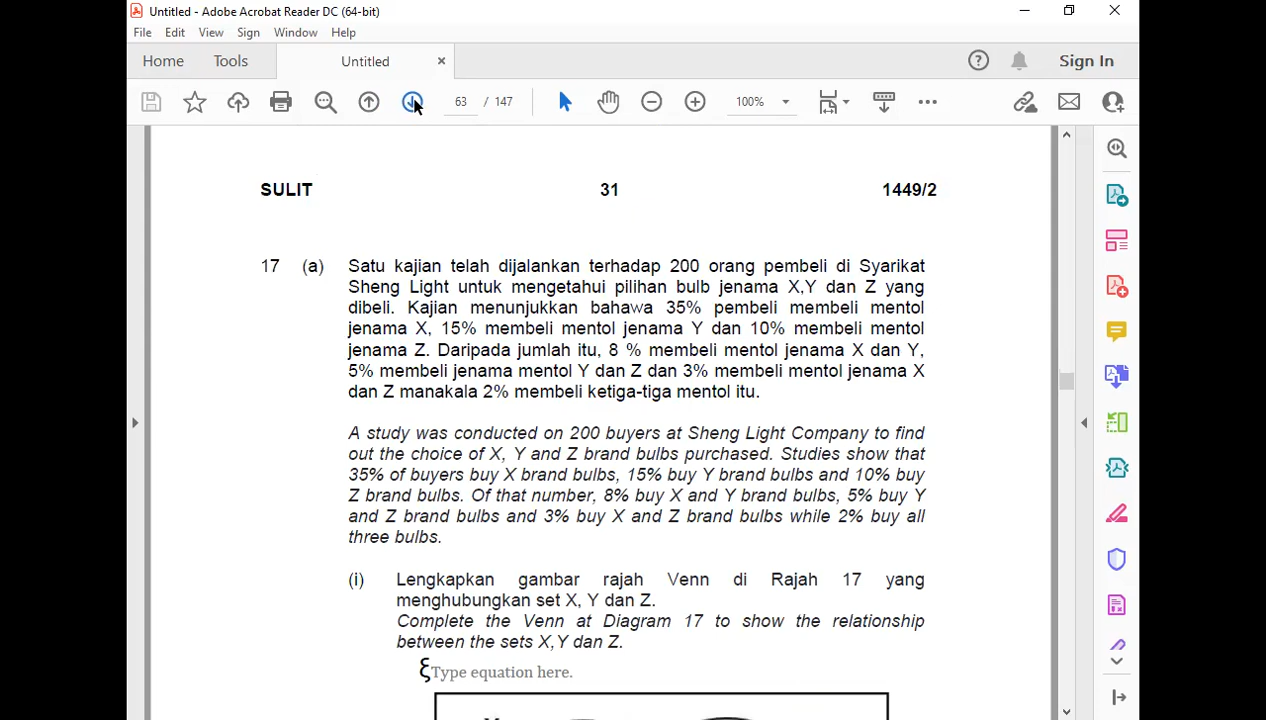 Untitled - Adobe Acrobat Reader DC (64-bit)
File Edit View Sign Window Help
Home Tools Untitled × Sign In
63 / 147 100%
SULIT 31 1449/2
17 (a) Satu kajian telah dijalankan terhadap 200 orang pembeli di Syarikat
Sheng Light untuk mengetahui pilihan bulb jenama X,Y dan Z yang
dibeli. Kajian menunjukkan bahawa 35% pembeli membeli mentol
jenama X, 15% membeli mentol jenama Y dan 10% membeli mentol
jenama Z. Daripada jumlah itu, 8 % membeli mentol jenama X dan Y,
5% membeli jenama mentol Y dan Z dan 3% membeli mentol jenama X
dan Z manakala 2% membeli ketiga-tiga mentol itu.
A study was conducted on 200 buyers at Sheng Light Company to find
out the choice of X, Y and Z brand bulbs purchased. Studies show that
35% of buyers buy X brand bulbs, 15% buy Y brand bulbs and 10% buy
Z brand bulbs. Of that number, 8% buy X and Y brand bulbs, 5% buy Y
and Z brand bulbs and 3% buy X and Z brand bulbs while 2% buy all
three bulbs.
(i) Lengkapkan gambar rajah Venn di Rajah 17 yang
menghubungkan set X, Y dan Z.
Complete the Venn at Diagram 17 to show the relationship
between the sets X,Y dan Z.
ξType equation here.